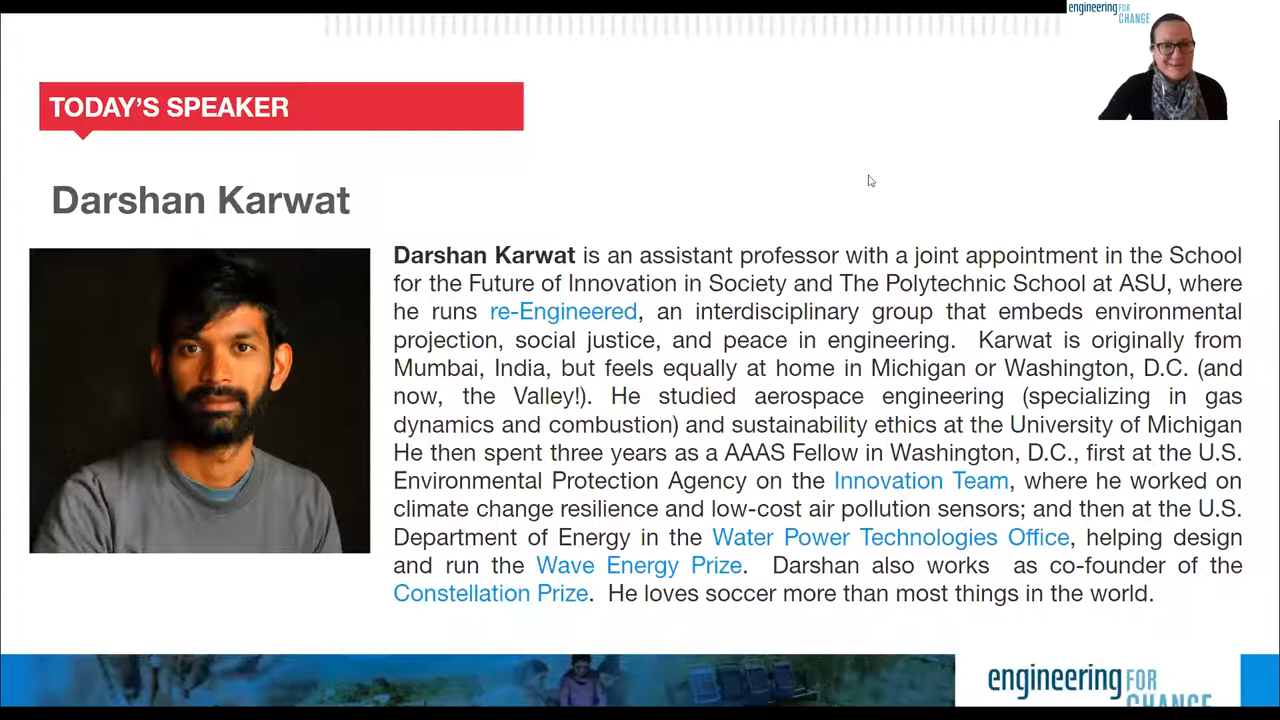 engineering FOR
CHANGE
TODAY'S SPEAKER
Darshan Karwat
Darshan Karwat is an assistant professor with a joint appointment in the School
for the Future of Innovation in Society and The Polytechnic School at ASU, where
he runs re-Engineered, an interdisciplinary group that embeds environmental
projection, social justice, and peace in engineering. Karwat is originally from
Mumbai, India, but feels equally at home in Michigan or Washington, D.C. (and
now, the Valley!). He studied aerospace engineering (specializing in gas
dynamics and combustion) and sustainability ethics at the University of Michigan
He then spent three years as a AAAS Fellow in Washington, D.C., first at the U.S.
Environmental Protection Agency on the Innovation Team, where he worked on
climate change resilience and low-cost air pollution sensors; and then at the U.S.
Department of Energy in the Water Power Technologies Office, helping design
and run the Wave Energy Prize. Darshan also works as co-founder of the
Constellation Prize. He loves soccer more than most things in the world.
engineering FOR
CHANGE